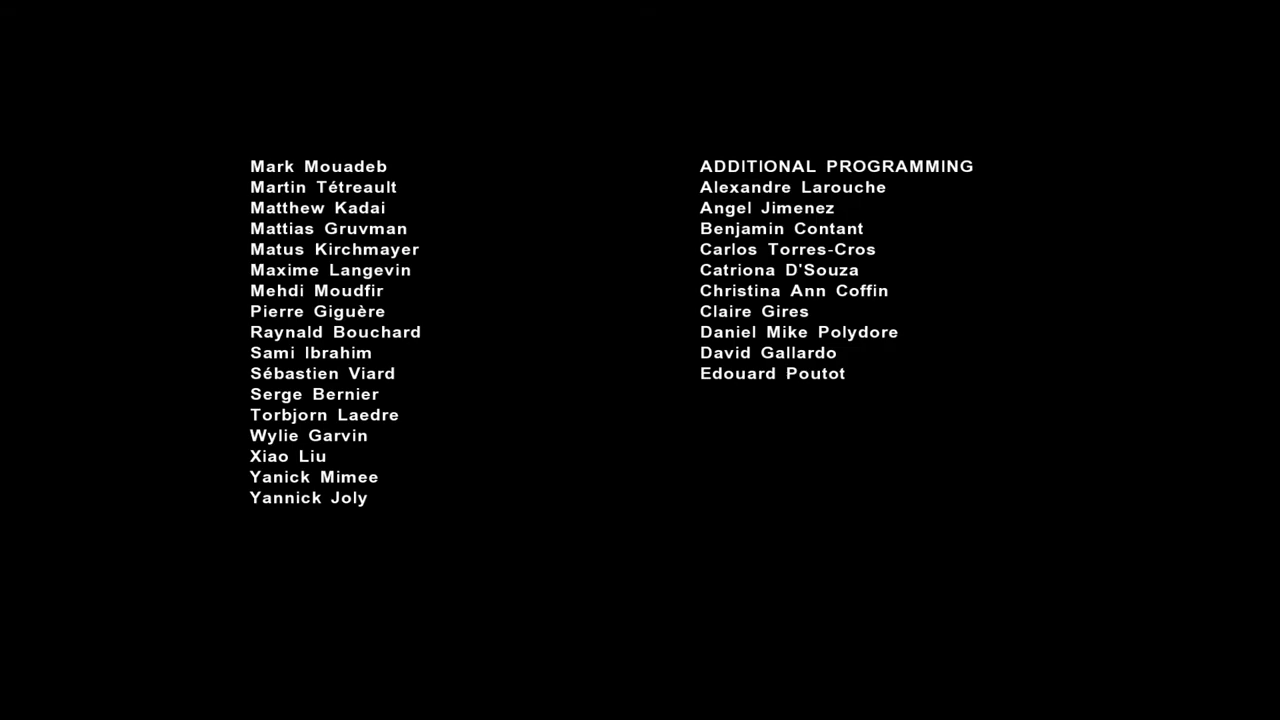 Mark Mouadeb
Martin Tétreault
Matthew Kadai
Mattias Gruvman
Matus Kirchmayer
Maxime Langevin
Mehdi Moudfir
Pierre Giguère
Raynald Bouchard
Sami Ibrahim
Sébastien Viard
Serge Bernier
Torbjorn Laedre
Wylie Garvin
Xiao Liu
Yanick Mimee
Yannick Joly
ADDITIONAL PROGRAMMING
Alexandre Larouche
Angel Jimenez
Benjamin Contant
Carlos Torres-Cros
Catriona D'Souza
Christina Ann Coffin
Claire Gires
Daniel Mike Polydore
David Gallardo
Edouard Poutot